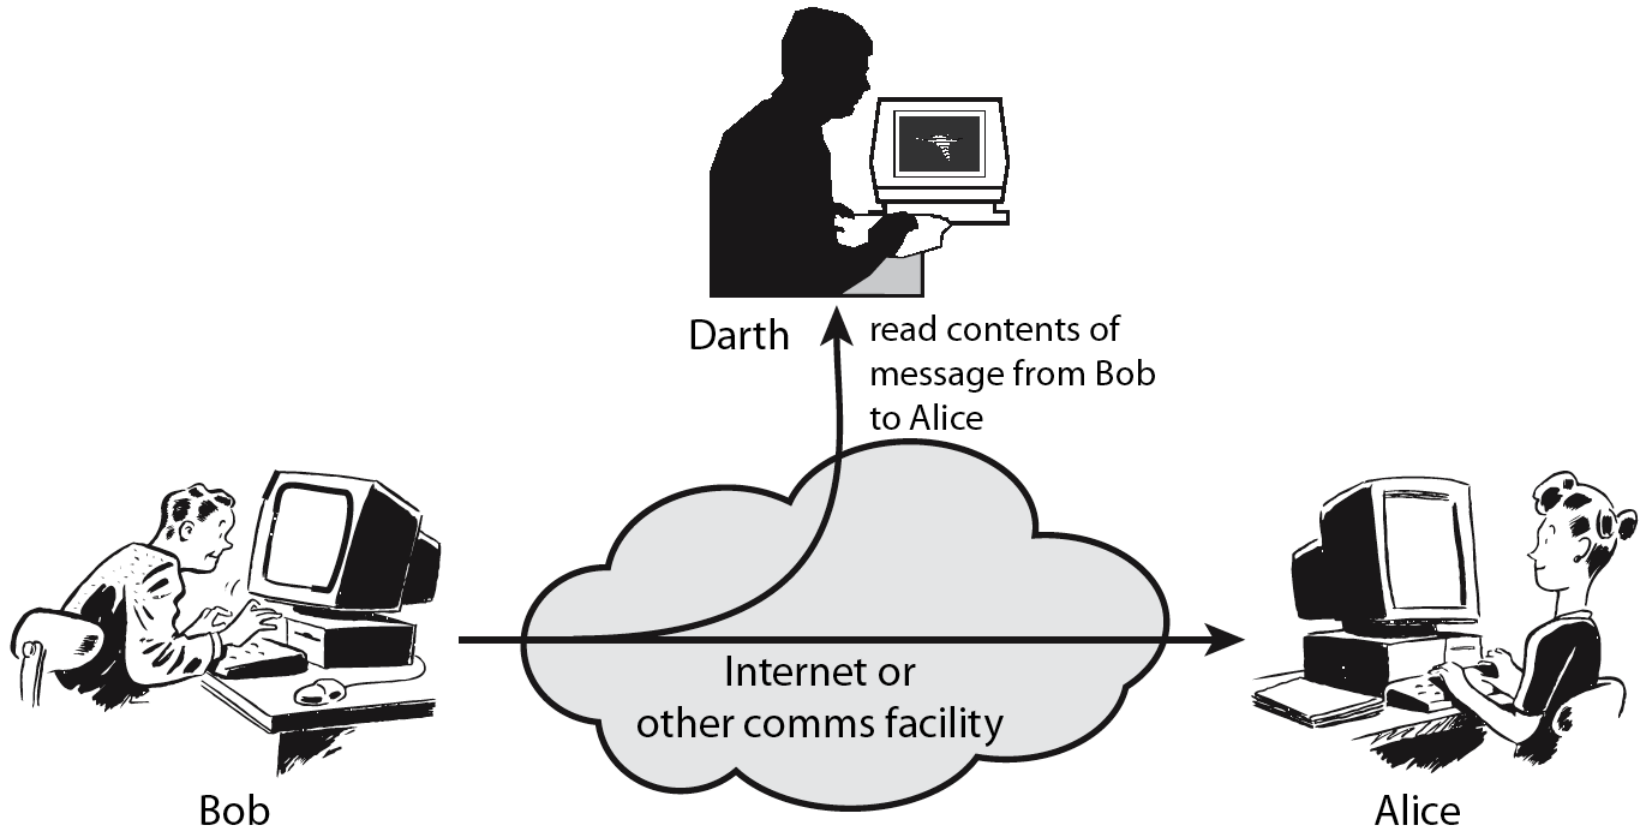 Darth
read contents of
message from Bob
to Alice
Internet or
other comms facility
Bob
Alice